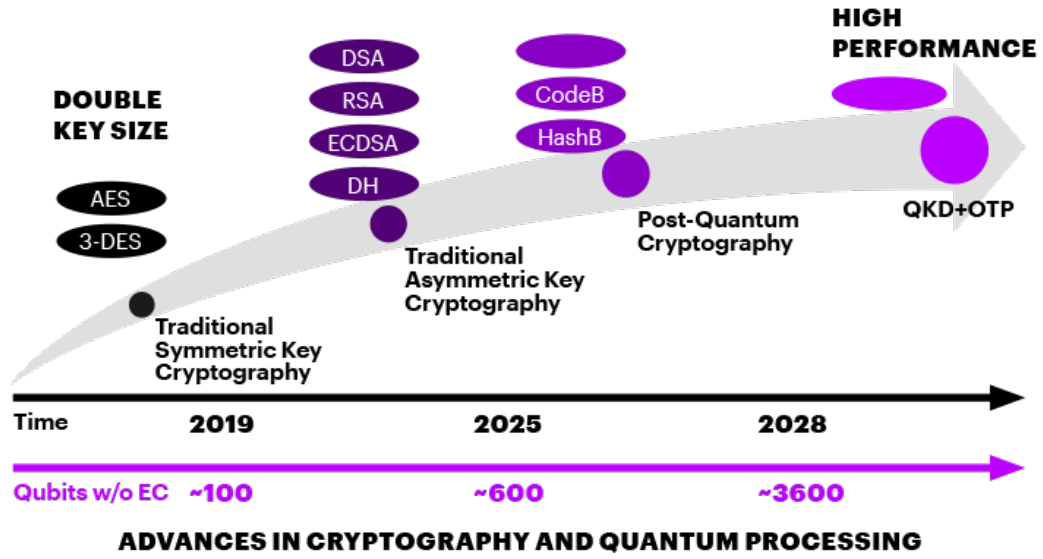 HIGH
PERFORMANCE
DOUBLE
KEY SIZE
DSA
RSA
ECDSA
DH
CodeB
HashB
AES
3-DES
QKD+OTP
Post-Quantum
Cryptography
Traditional
Asymmetric Key
Cryptography
Traditional
Symmetric Key
Cryptography
Time 2019 2025 2028
Qubits w/o EC ~100 ~600 ~3600
ADVANCES IN CRYPTOGRAPHY AND QUANTUM PROCESSING